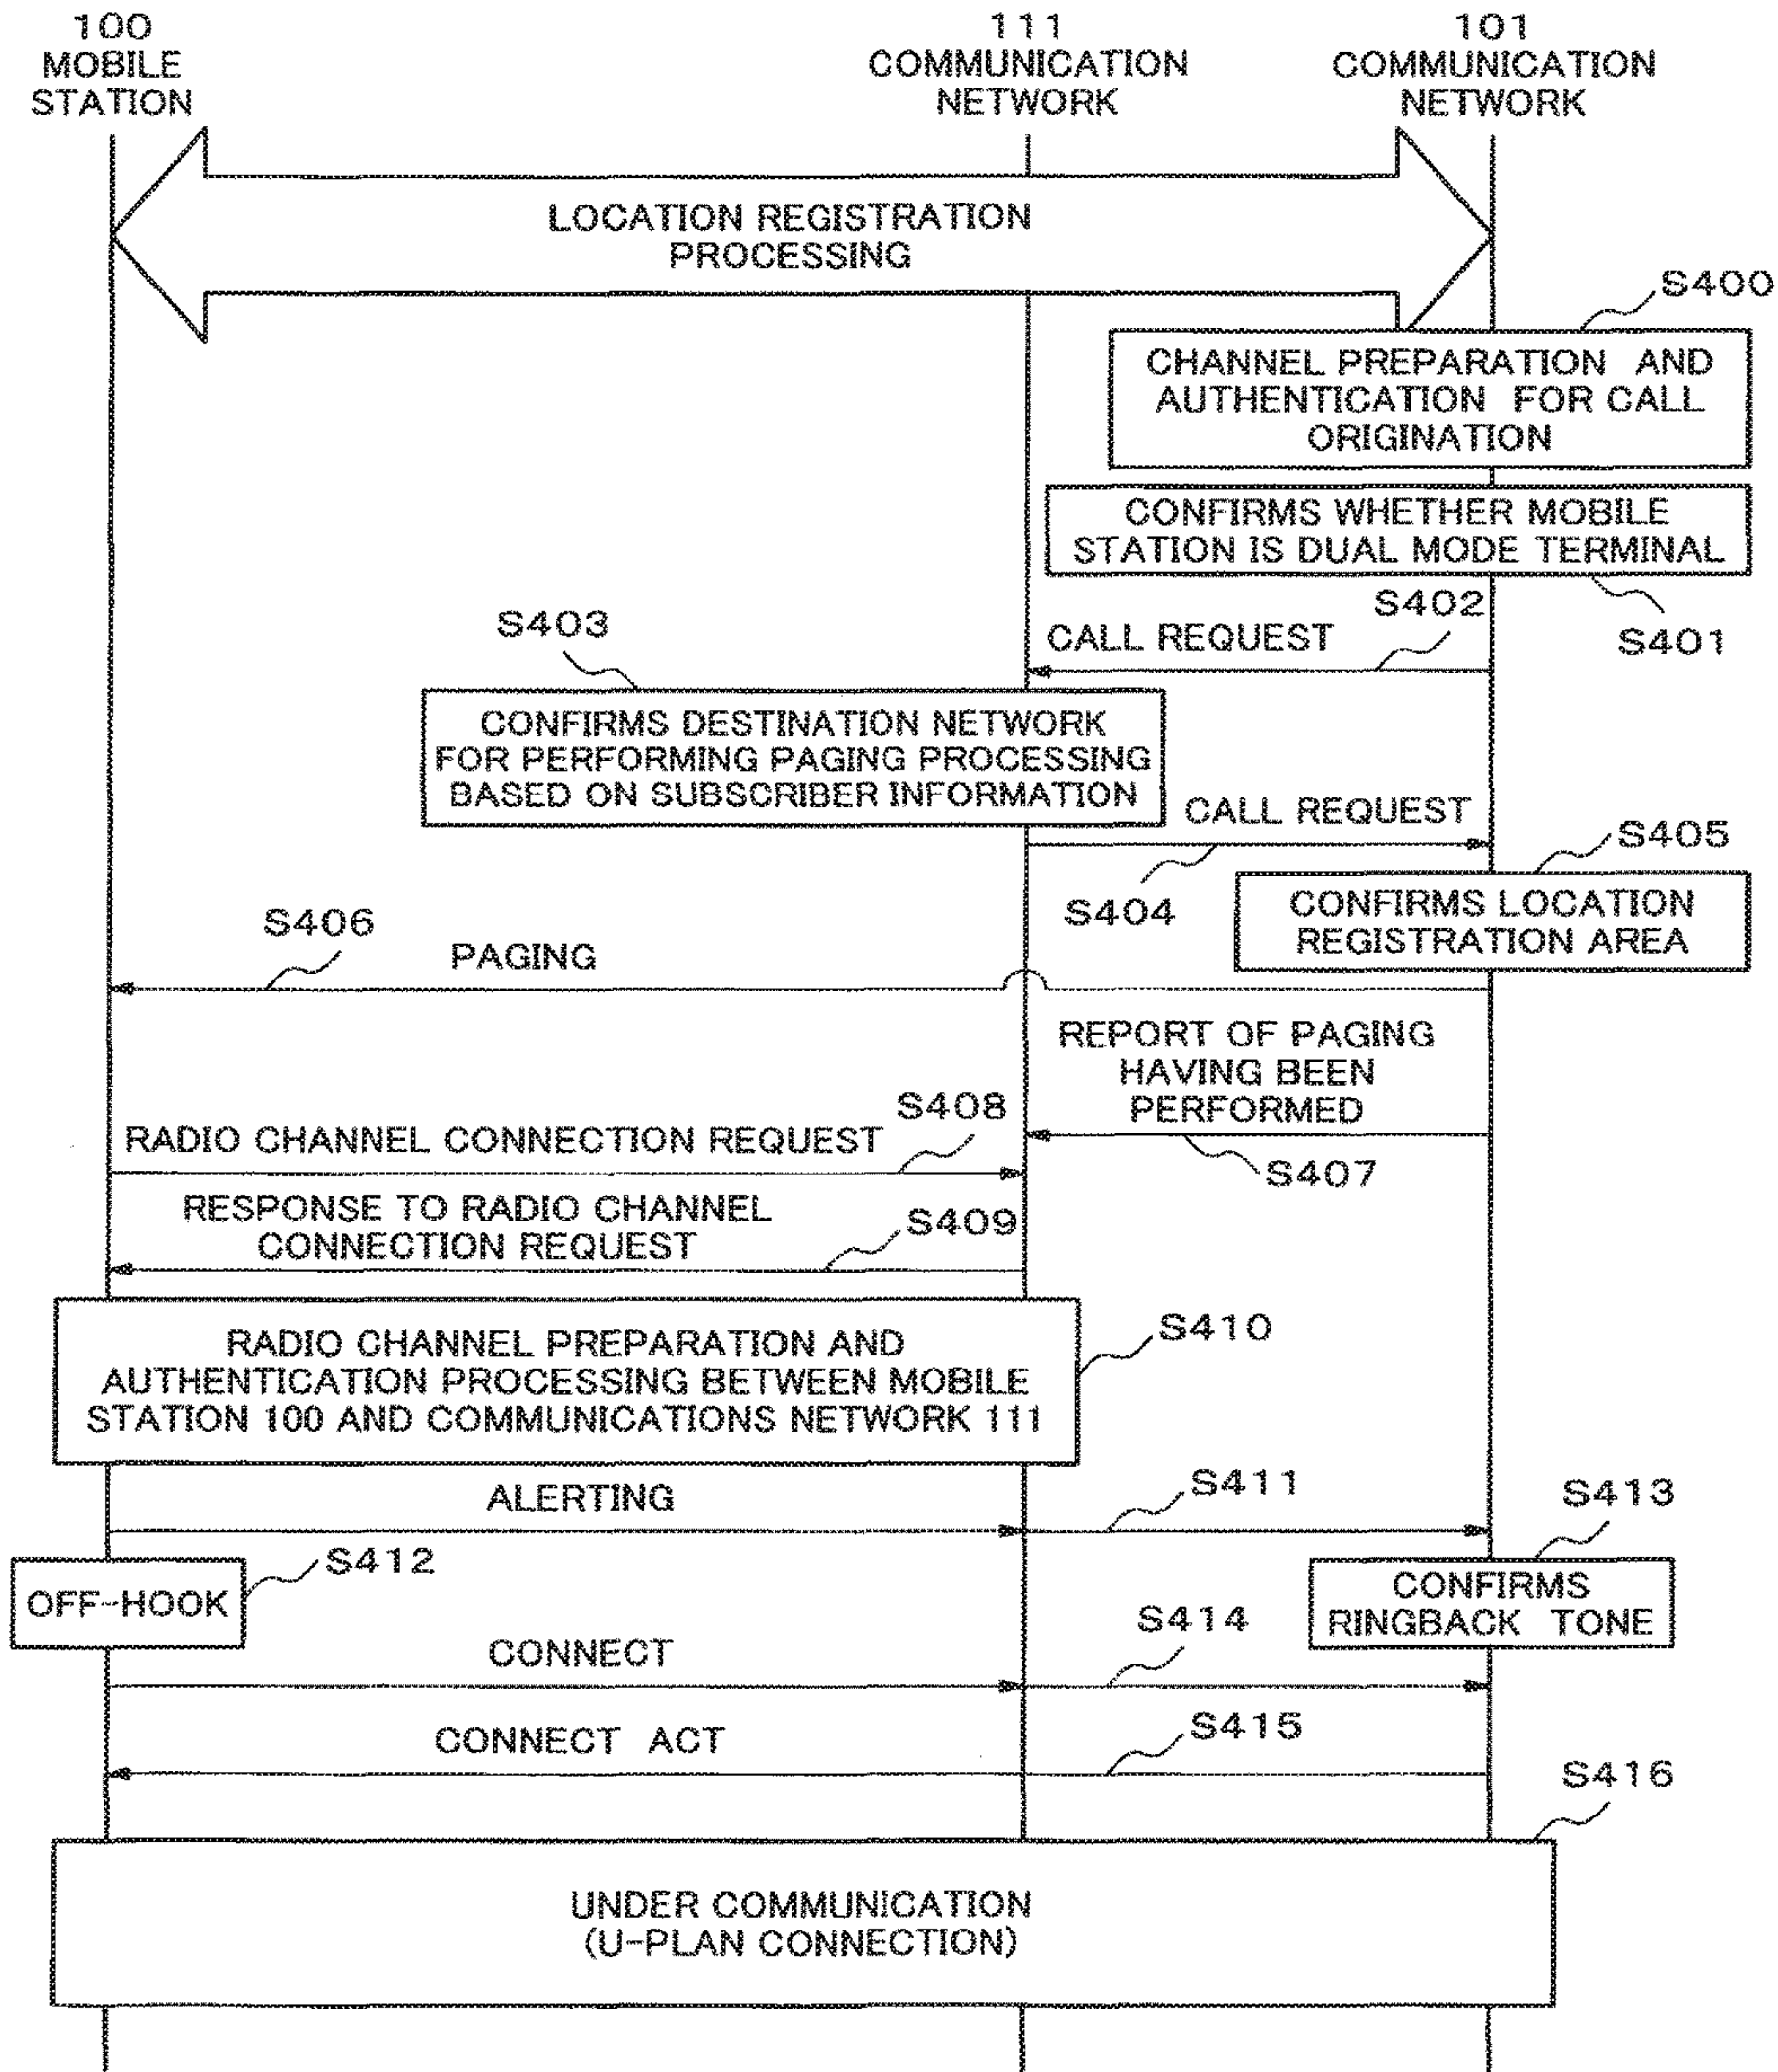 100
MOBILE
STATION
111
COMMUNICATION
NETWORK
101
COMMUNICATION
NETWORK
LOCATION REGISTRATION
PROCESSING
S400
CHANNEL PREPARATION AND
AUTHENTICATION FOR CALL
ORIGINATION
CONFIRMS WHETHER MOBILE
STATION IS DUAL MODE TERMINAL
S401
S402
CALL REQUEST
S403
CONFIRMS DESTINATION NETWORK
FOR PERFORMING PAGING PROCESSING
BASED ON SUBSCRIBER INFORMATION
CALL REQUEST
S404
S405
CONFIRMS LOCATION
REGISTRATION AREA
S406
PAGING
REPORT OF PAGING
HAVING BEEN
PERFORMED
S407
S408
RADIO CHANNEL CONNECTION REQUEST
RESPONSE TO RADIO CHANNEL
CONNECTION REQUEST
S409
RADIO CHANNEL PREPARATION AND
AUTHENTICATION PROCESSING BETWEEN MOBILE
STATION 100 AND COMMUNICATIONS NETWORK 111
S410
ALERTING
S411
S412
OFF-HOOK
S413
CONFIRMS
RINGBACK TONE
CONNECT
S414
CONNECT ACT
S415
S416
UNDER COMMUNICATION
(U-PLAN CONNECTION)